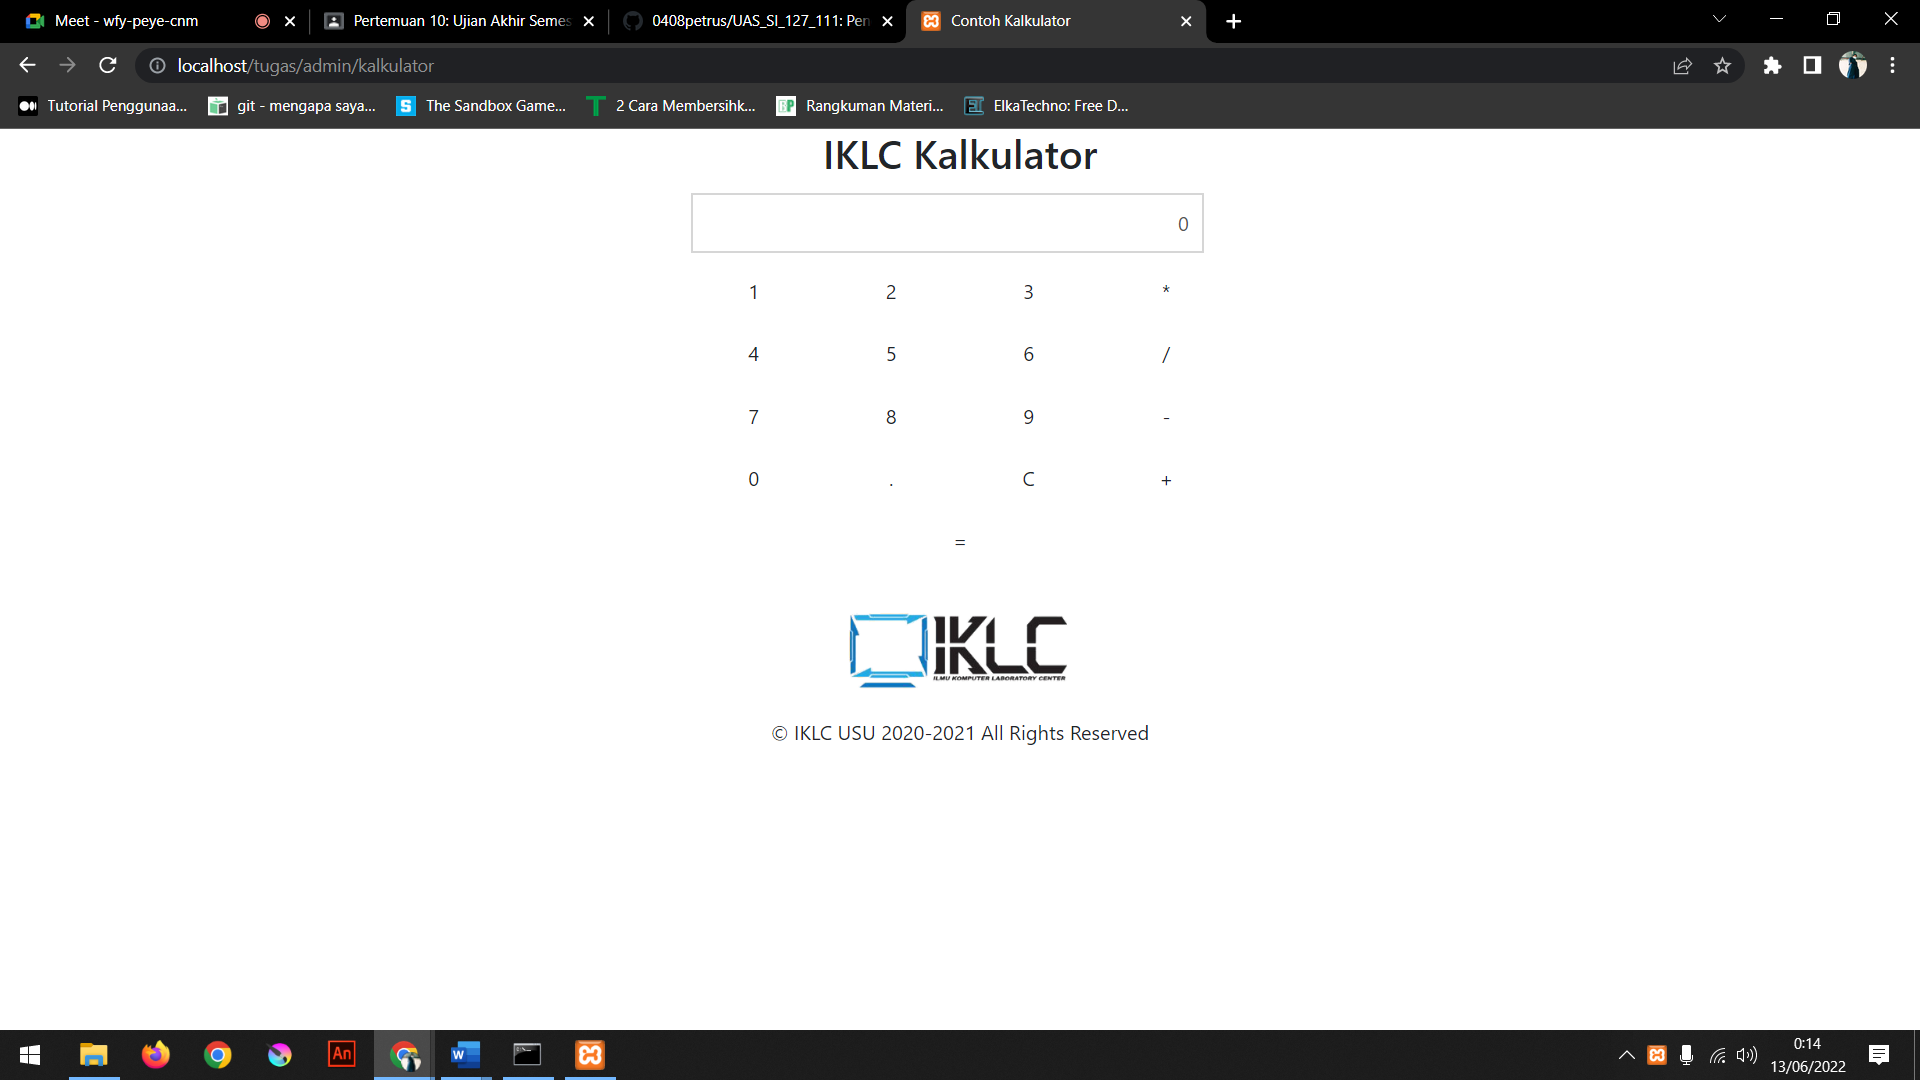 Meet - wfy-peye-cnm
Pertemuan 10: Ujian Akhir Semes
0408petrus/UAS_SI_127_111: Pen
Contoh Kalkulator
localhost/tugas/admin/kalkulator
Tutorial Penggunaa...
git - mengapa saya...
S
The Sandbox Game...
T
2 Cara Membersihk...
EP
Rangkuman Materi...
ET
ElkaTechno: Free D...
IKLC Kalkulator
0
1 2 3 *
4 5 6 /
7 8 9 -
0 . C +
=
IKLC
ILMU KOMPUTER LABORATORY CENTER
© IKLC USU 2020-2021 All Rights Reserved
An
W
0:14
13/06/2022